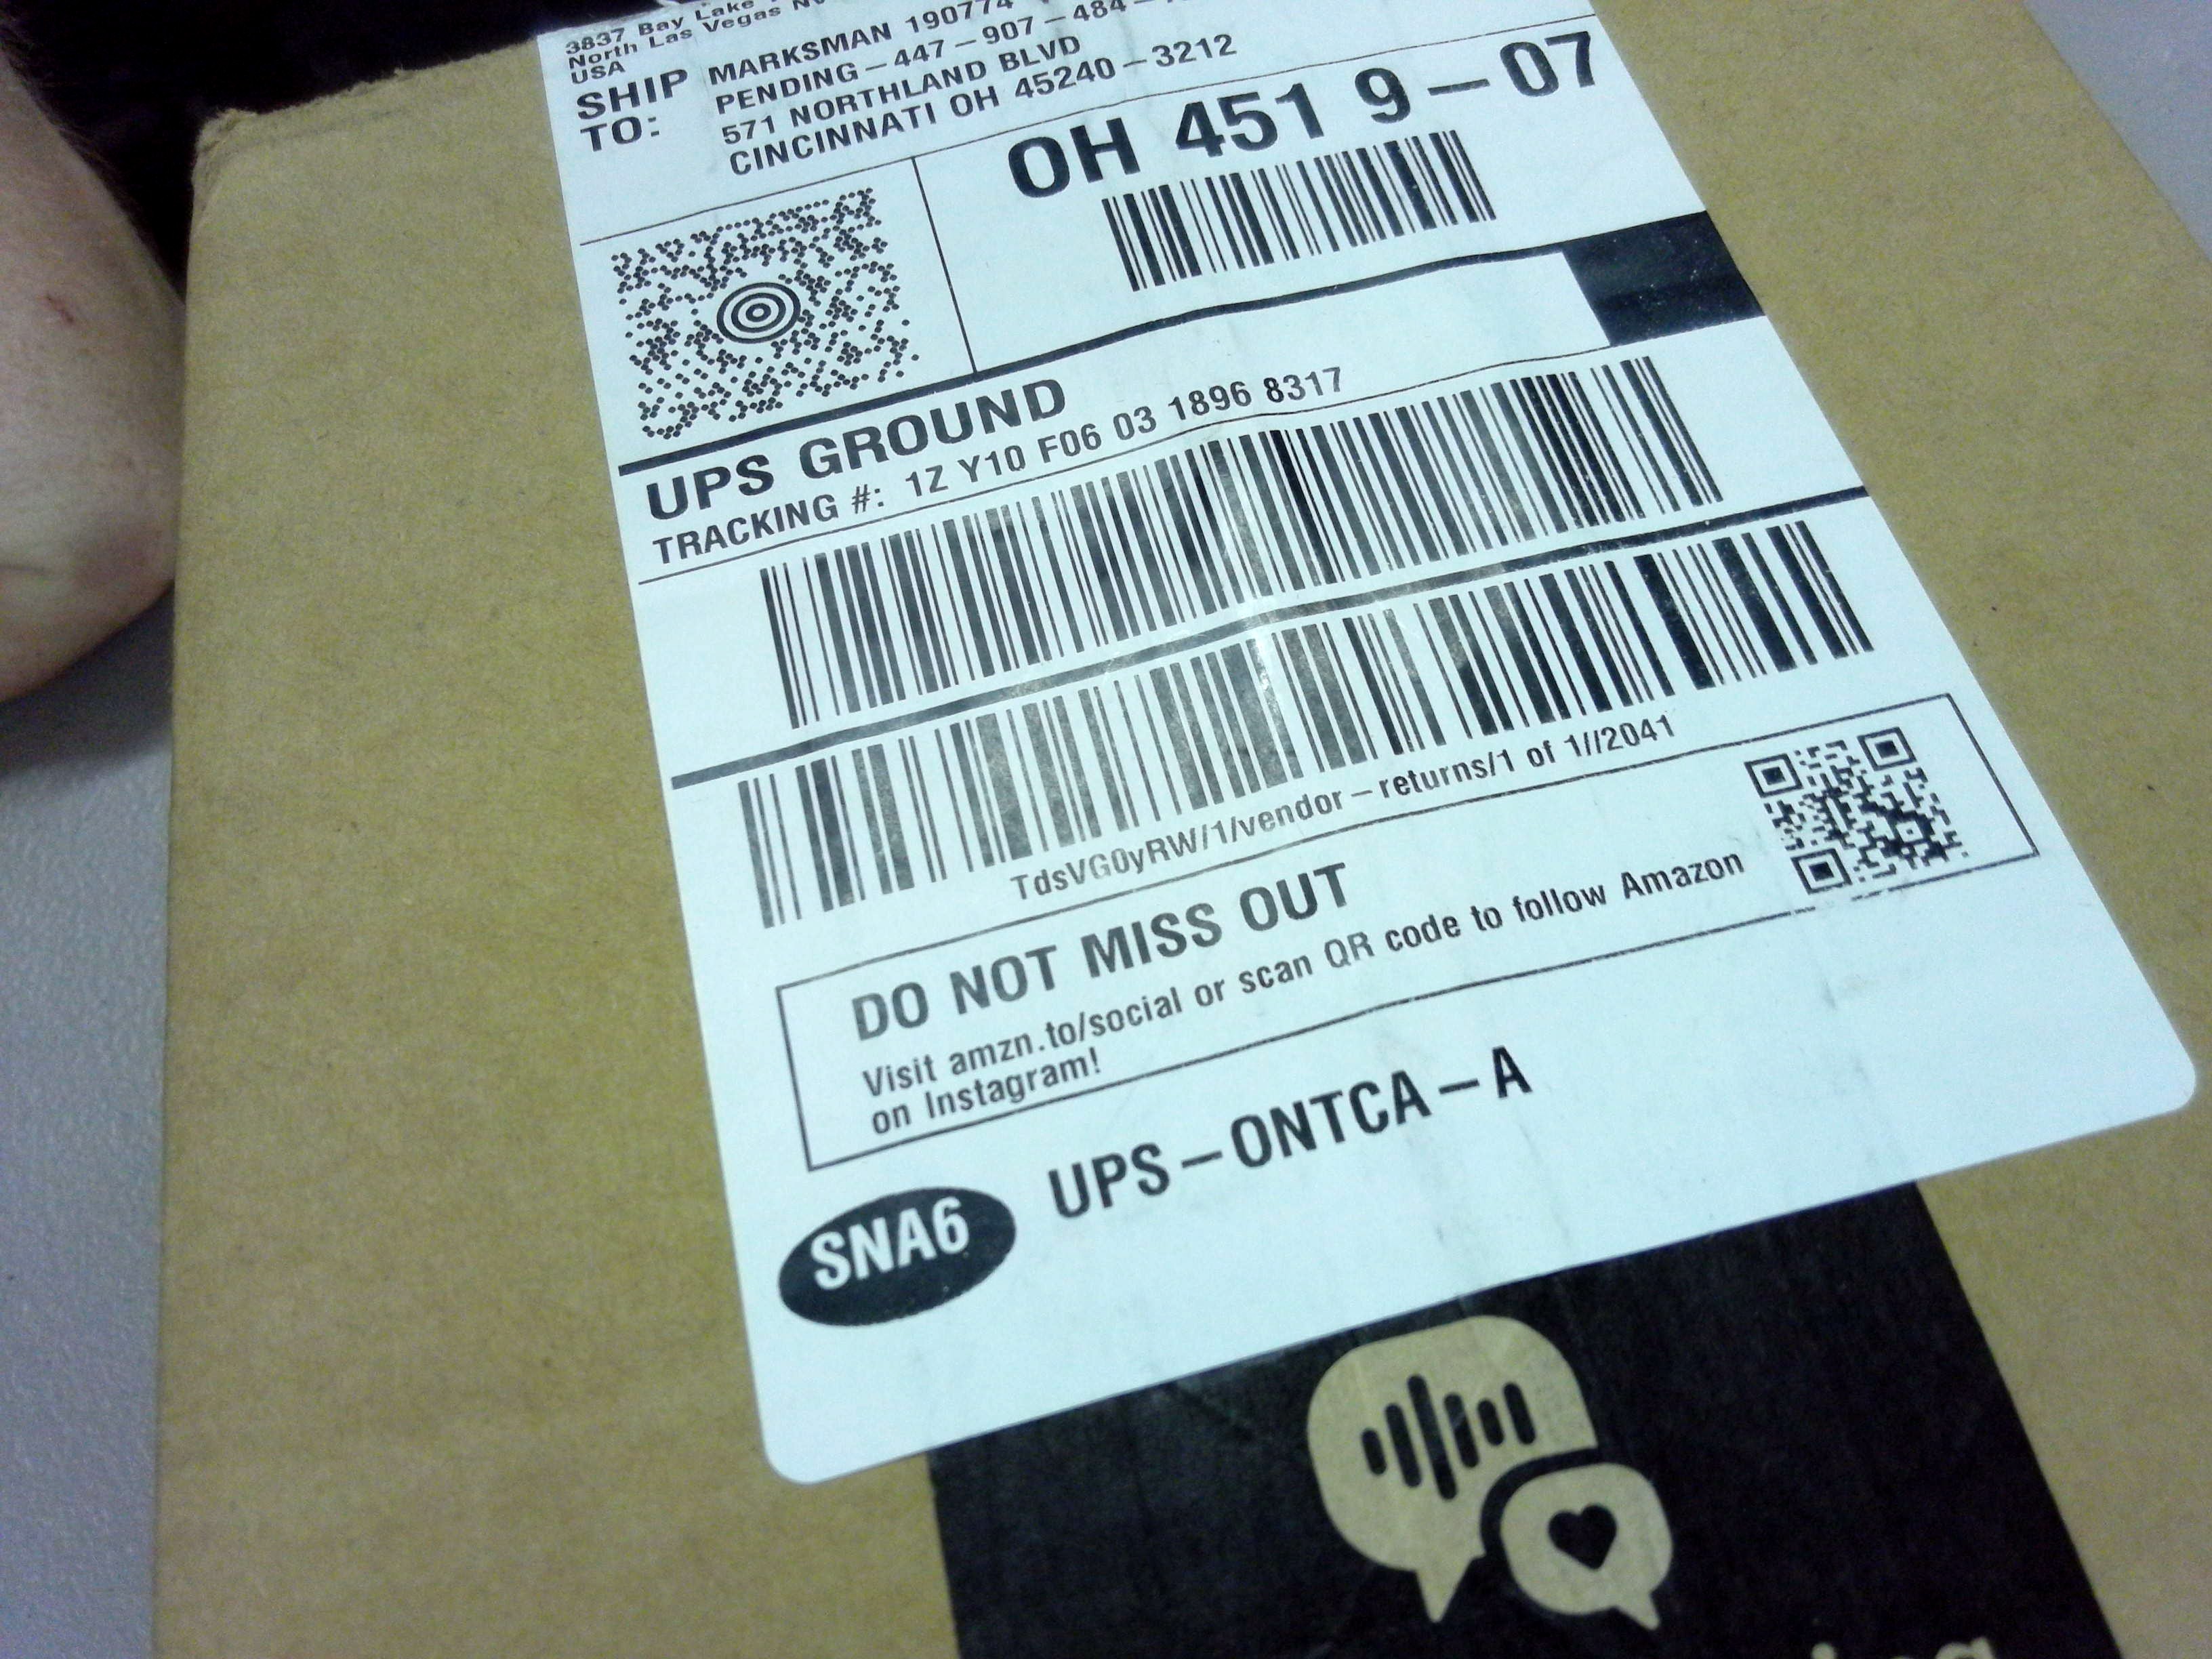 3837 Bay Lake
North Las Vegas NV
USA
SHIP TO:
MARKSMAN 190774
PENDING-447-907-484-
571 NORTHLAND BLVD
CINCINNATI OH 45240-3212
OH 451 9-07
UPS GROUND
TRACKING #: 1Z Y10 F06 03 1896 8317
TdsVG0yRW/1/vendor-returns/1 of 1//2041
DO NOT MISS OUT
Visit amzn.to/social or scan QR code to follow Amazon
on Instagram!
SNA6 UPS-ONTCA-A